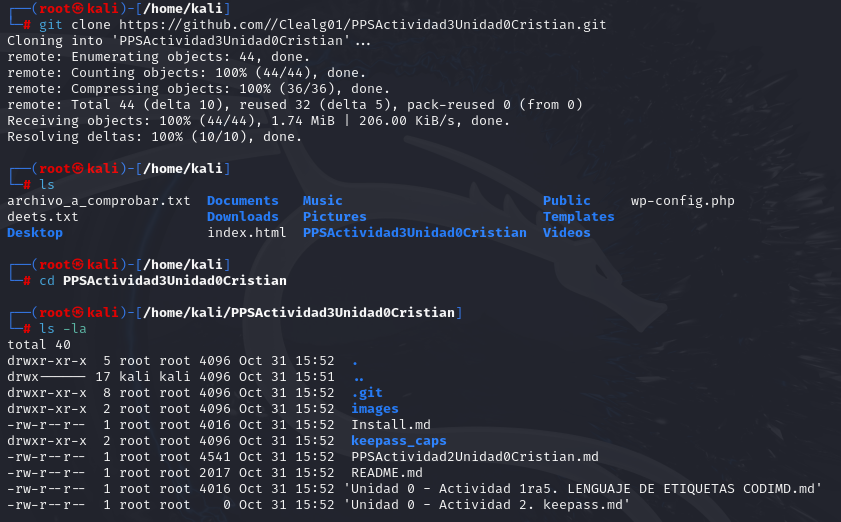 ┌──(root㉿kali)-[/home/kali]
└─# git clone https://github.com//Clealg01/PPSActividad3Unidad0Cristian.git
Cloning into 'PPSActividad3Unidad0Cristian'...
remote: Enumerating objects: 44, done.
remote: Counting objects: 100% (44/44), done.
remote: Compressing objects: 100% (36/36), done.
remote: Total 44 (delta 10), reused 32 (delta 5), pack-reused 0 (from 0)
Receiving objects: 100% (44/44), 1.74 MiB | 206.00 KiB/s, done.
Resolving deltas: 100% (10/10), done.
┌──(root㉿kali)-[/home/kali]
└─# ls
archivo_a_comprobar.txt  Documents   Music                         Public     wp-config.php
deets.txt                Downloads   Pictures                      Templates
Desktop                  index.html  PPSActividad3Unidad0Cristian  Videos
┌──(root㉿kali)-[/home/kali]
└─# cd PPSActividad3Unidad0Cristian
┌──(root㉿kali)-[/home/kali/PPSActividad3Unidad0Cristian]
└─# ls -la
total 40
drwxr-xr-x  5 root root 4096 Oct 31 15:52  .
drwx------ 17 kali kali 4096 Oct 31 15:51  ..
drwxr-xr-x  8 root root 4096 Oct 31 15:52  .git
drwxr-xr-x  2 root root 4096 Oct 31 15:52  images
-rw-r--r--  1 root root 4016 Oct 31 15:52  Install.md
drwxr-xr-x  2 root root 4096 Oct 31 15:52  keepass_caps
-rw-r--r--  1 root root 4541 Oct 31 15:52  PPSActividad2Unidad0Cristian.md
-rw-r--r--  1 root root 2017 Oct 31 15:52  README.md
-rw-r--r--  1 root root 4016 Oct 31 15:52 'Unidad 0 - Actividad 1ra5. LENGUAJE DE ETIQUETAS CODIMD.md'
-rw-r--r--  1 root root    0 Oct 31 15:52 'Unidad 0 - Actividad 2. keepass.md'